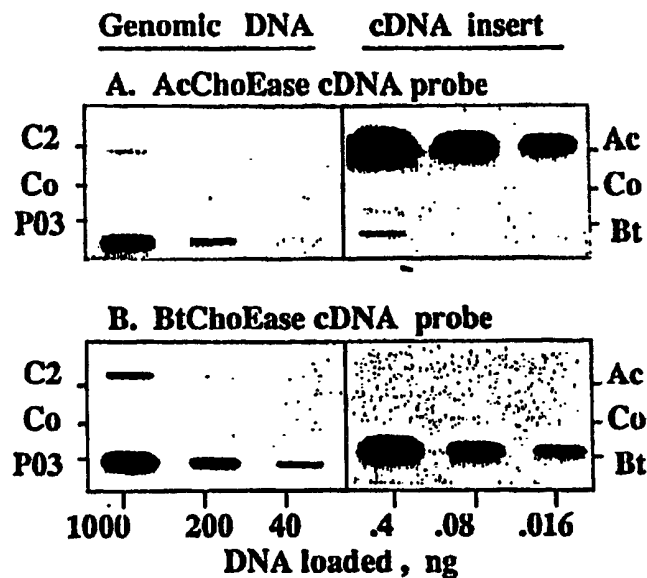 Genomic DNA cDNA insert
A. AcChoEase cDNA probe
C2 Ac
Co Co
P03 Bt
B. BtChoEase cDNA probe
C2 Ac
Co Co
P03 Bt
1000 200 40 .4 .08 .016
DNA loaded , ng